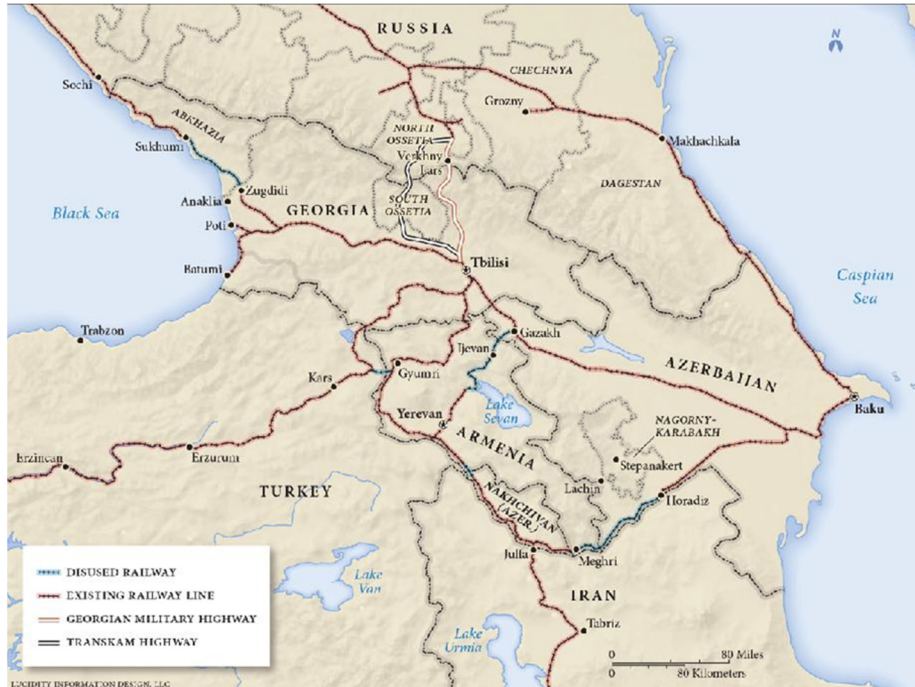 RUSSIA
N
CHECHNYA
Sochi
Grozny
ABKHAZIA
NORTH
OSSETIA
Makhachkala
Sukhumi
Verkhny
Lars
DAGESTAN
Zugdidi
Anaklia
SOUTH
OSSETIA
GEORGIA
Black Sea
Poti
Tbilisi
Batumi
Caspian
Sea
Trabzon
Gazakh
Ijevan
AZERBAIJAN
Gyumri
Kars
Lake
Sevan
Baku
Yerevan
NAGORNY-
KARABAKH
ARMENIA
Erzincan
Erzurum
Stepanakert
Lachin
TURKEY
NAKHCHIVAN
(AZER.)
Horadiz
Julfa
Meghri
DISUSED RAILWAY
EXISTING RAILWAY LINE
GEORGIAN MILITARY HIGHWAY
TRANSKAM HIGHWAY
Lake
Van
IRAN
Tabriz
Lake
Urmia
0 80 Miles
0 80 Kilometers
LUCIDITY INFORMATION DESIGN, LLC